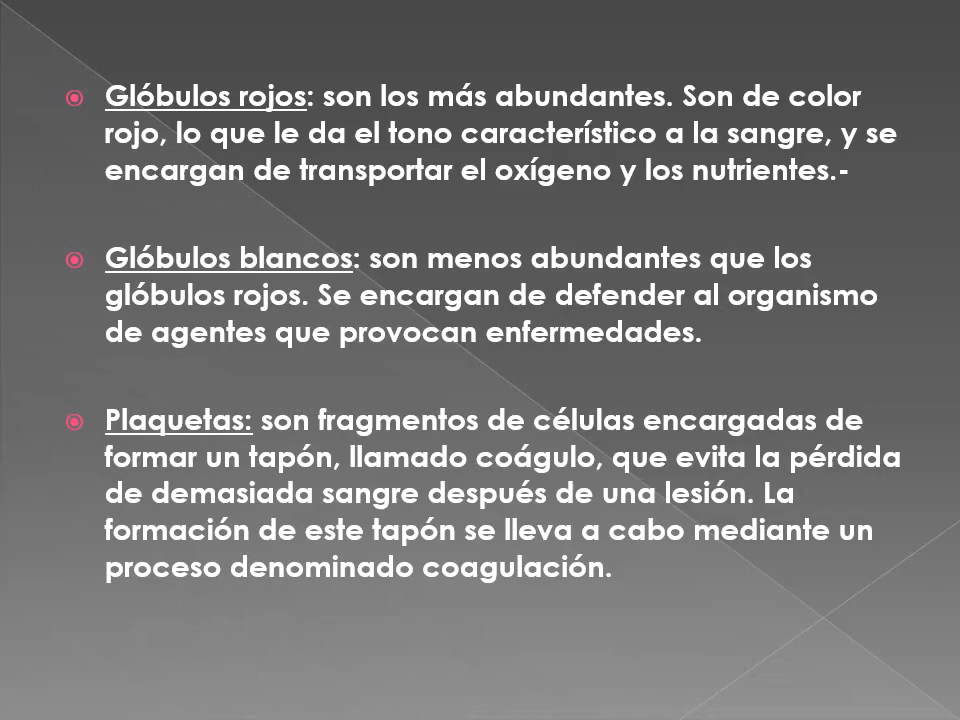 Glóbulos rojos: son los más abundantes. Son de color
rojo, lo que le da el tono característico a la sangre, y se
encargan de transportar el oxígeno y los nutrientes.-
Glóbulos blancos: son menos abundantes que los
glóbulos rojos. Se encargan de defender al organismo
de agentes que provocan enfermedades.
Plaquetas: son fragmentos de células encargadas de
formar un tapón, llamado coágulo, que evita la pérdida
de demasiada sangre después de una lesión. La
formación de este tapón se lleva a cabo mediante un
proceso denominado coagulación.